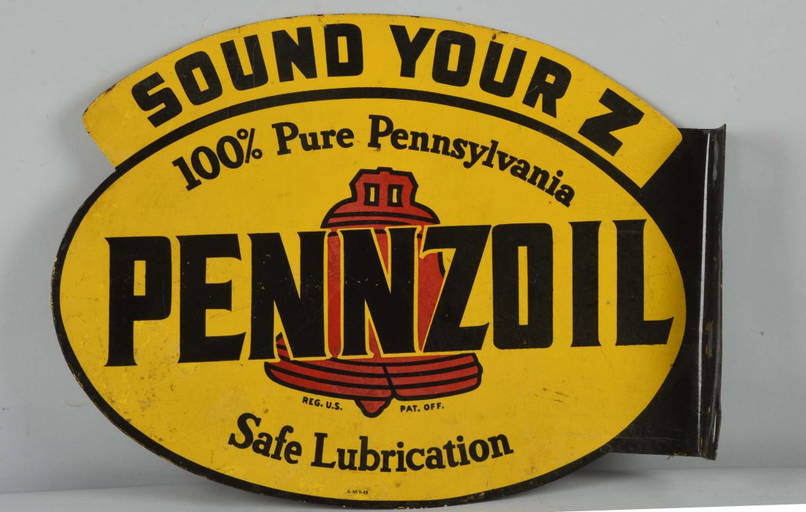 SOUND YOUR Z
100% Pure Pennsylvania
PENNZOIL
REG. U.S. PAT. OFF.
Safe Lubrication